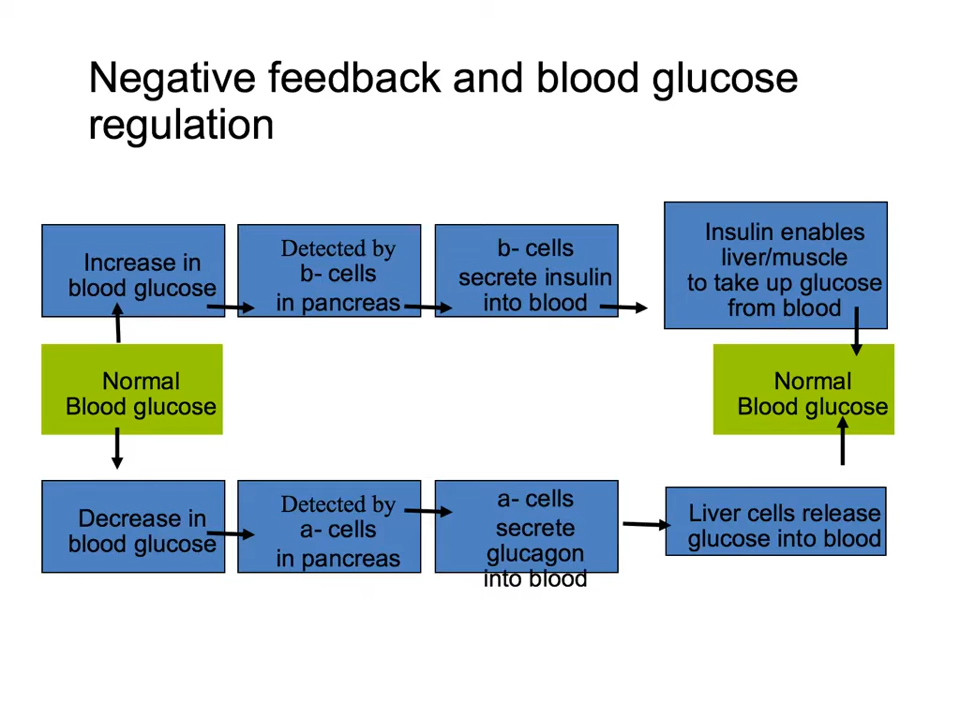 Negative feedback and blood glucose
regulation
Increase in
blood glucose
Detected by
b- cells
in pancreas
b- cells
secrete insulin
into blood
Insulin enables
liver/muscle
to take up glucose
from blood
Normal
Blood glucose
Normal
Blood glucose
Decrease in
blood glucose
Detected by
a- cells
in pancreas
a- cells
secrete
glucagon
into blood
Liver cells release
glucose into blood